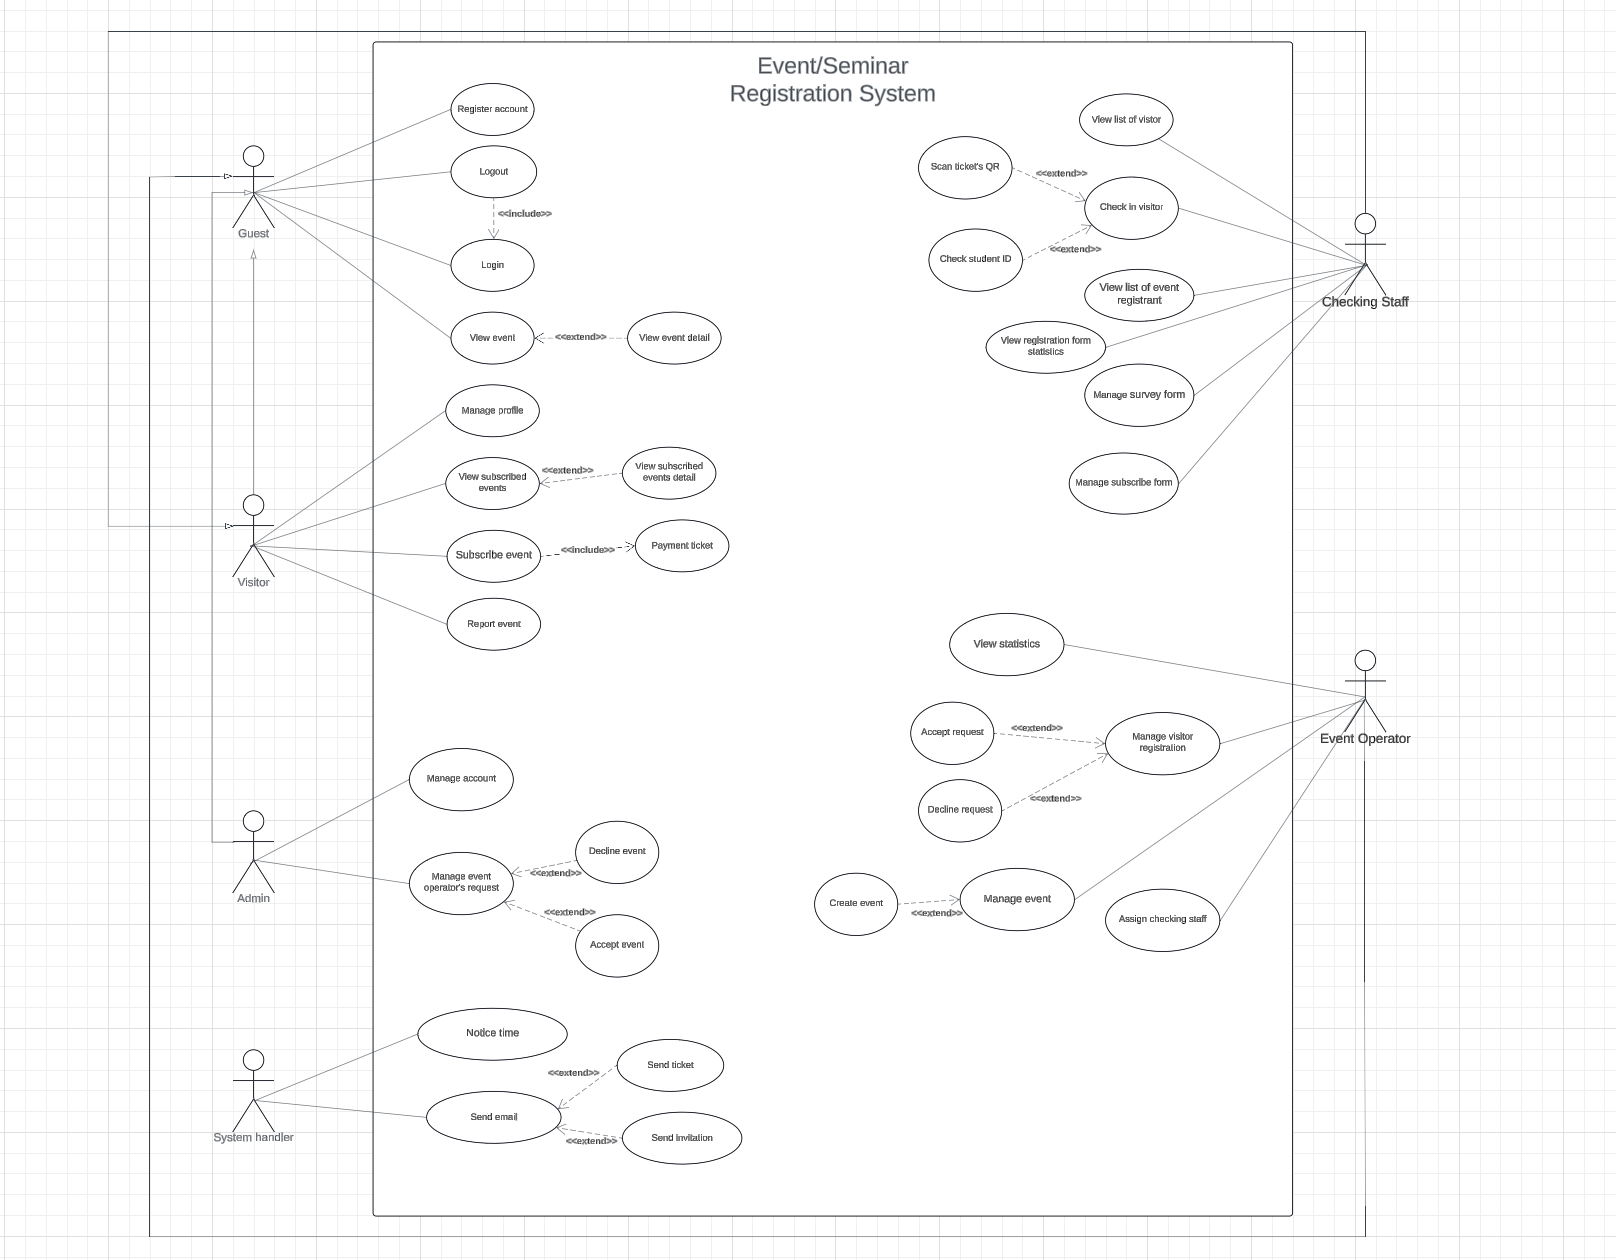 Event/Seminar
Registration System
Register account
Logout
<<include>>
Login
View event
<<extend>>
View event detail
Guest
Manage profile
View subscribed
events
<<extend>>
View subscribed
events detail
Subscribe event
<<include>>
Payment ticket
Report event
Visitor
View list of vistor
Scan ticket's QR
<<extend>>
Check in visitor
Check student ID
<<extend>>
View list of event
registrant
View registration form
statistics
Manage survey form
Manage subscribe form
Checking Staff
View statistics
Accept request
<<extend>>
Manage visitor
registration
Decline request
<<extend>>
Create event
<<extend>>
Manage event
Assign checking staff
Event Operator
Manage account
Manage event
operator's request
Decline event
<<extend>>
<<extend>>
Accept event
Admin
Notice time
Send email
<<extend>>
Send ticket
<<extend>>
Send invitation
System handler